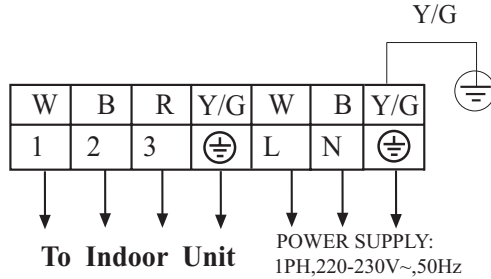 Y/G
W B R Y/G W B Y/G
1 2 3 L N
To Indoor Unit
POWER SUPPLY:
1PH,220-230V~,50Hz